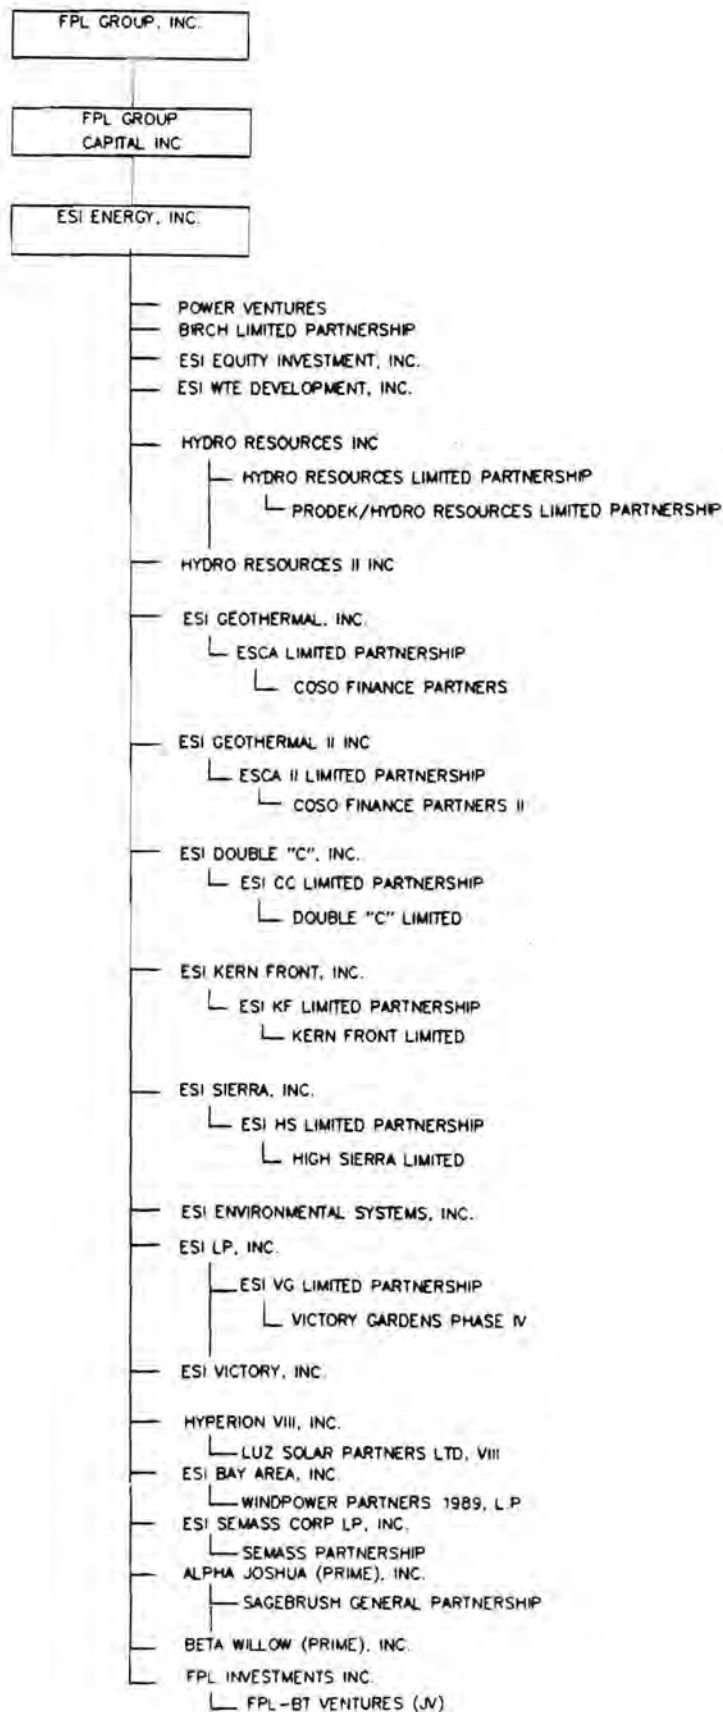 FPL GROUP, INC.
FPL GROUP
CAPITAL INC
ESI ENERGY, INC.
POWER VENTURES
BIRCH LIMITED PARTNERSHIP
ESI EQUITY INVESTMENT, INC.
ESI WTE DEVELOPMENT, INC.
HYDRO RESOURCES INC
HYDRO RESOURCES LIMITED PARTNERSHIP
PRODEK/HYDRO RESOURCES LIMITED PARTNERSHIP
HYDRO RESOURCES II INC
ESI GEOTHERMAL, INC.
ESCA LIMITED PARTNERSHIP
COSO FINANCE PARTNERS
ESI GEOTHERMAL II INC
ESCA II LIMITED PARTNERSHIP
COSO FINANCE PARTNERS II
ESI DOUBLE "C", INC.
ESI CC LIMITED PARTNERSHIP
DOUBLE "C" LIMITED
ESI KERN FRONT, INC.
ESI KF LIMITED PARTNERSHIP
KERN FRONT LIMITED
ESI SIERRA, INC.
ESI HS LIMITED PARTNERSHIP
HIGH SIERRA LIMITED
ESI ENVIRONMENTAL SYSTEMS, INC.
ESI LP, INC.
ESI VG LIMITED PARTNERSHIP
VICTORY GARDENS PHASE IV
ESI VICTORY, INC.
HYPERION VIII, INC.
LUZ SOLAR PARTNERS LTD, VIII
ESI BAY AREA, INC.
WINDPOWER PARTNERS 1989, L.P.
ESI SEMASS CORP LP, INC.
SEMASS PARTNERSHIP
ALPHA JOSHUA (PRIME), INC.
SAGEBRUSH GENERAL PARTNERSHIP
BETA WILLOW (PRIME), INC.
FPL INVESTMENTS INC.
FPL-BT VENTURES (JV)